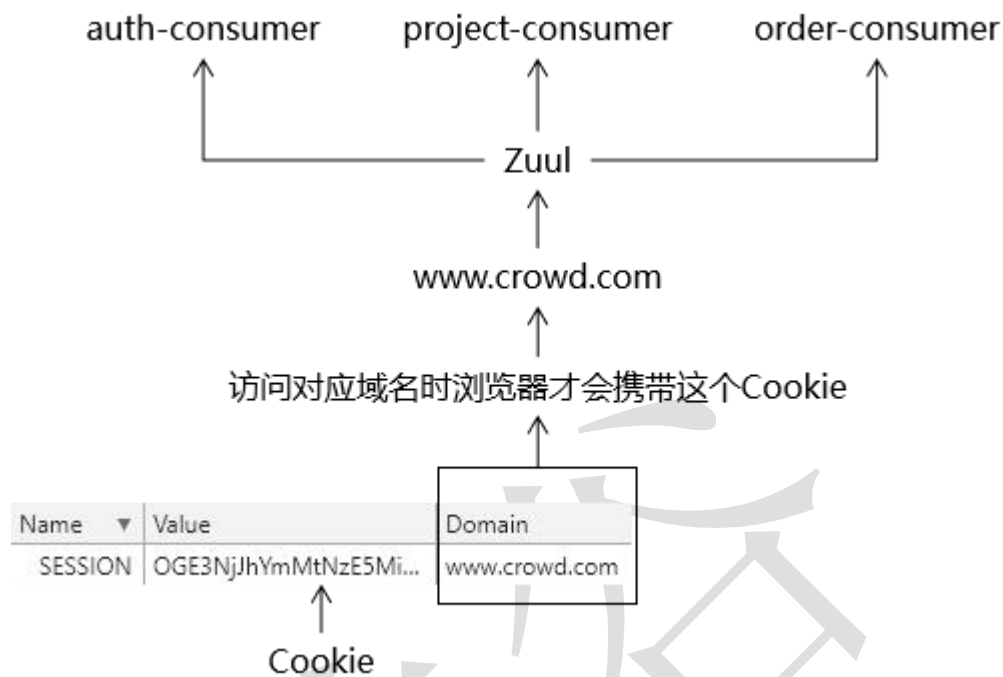 auth-consumer project-consumer order-consumer
Zuul
www.crowd.com
访问对应域名时浏览器才会携带这个Cookie
Name ▼ Value Domain
SESSION OGE3NjJhYmMtNzE5Mi... www.crowd.com
Cookie